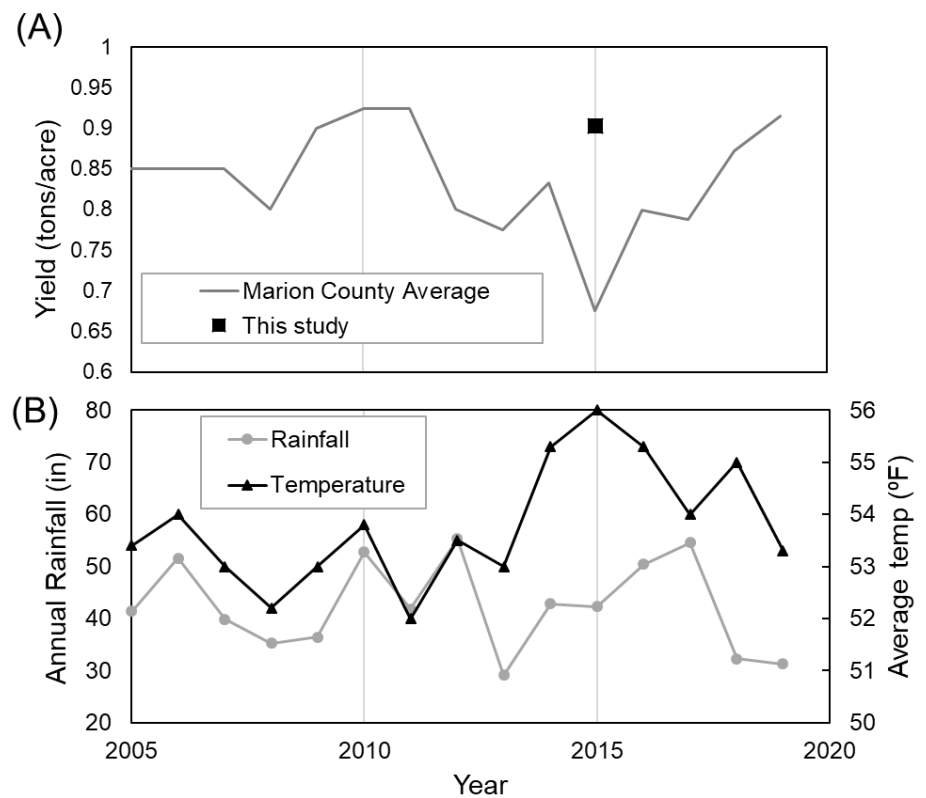 (A)
1
0.95
0.9
0.85
0.8
0.75
0.7
0.65
0.6
Yield (tons/acre)
Marion County Average
This study
(B)
80
70
60
50
40
30
20
Annual Rainfall (in)
Rainfall
Temperature
56
55
54
53
52
51
50
Average temp (ºF)
2005 2010 2015 2020
Year